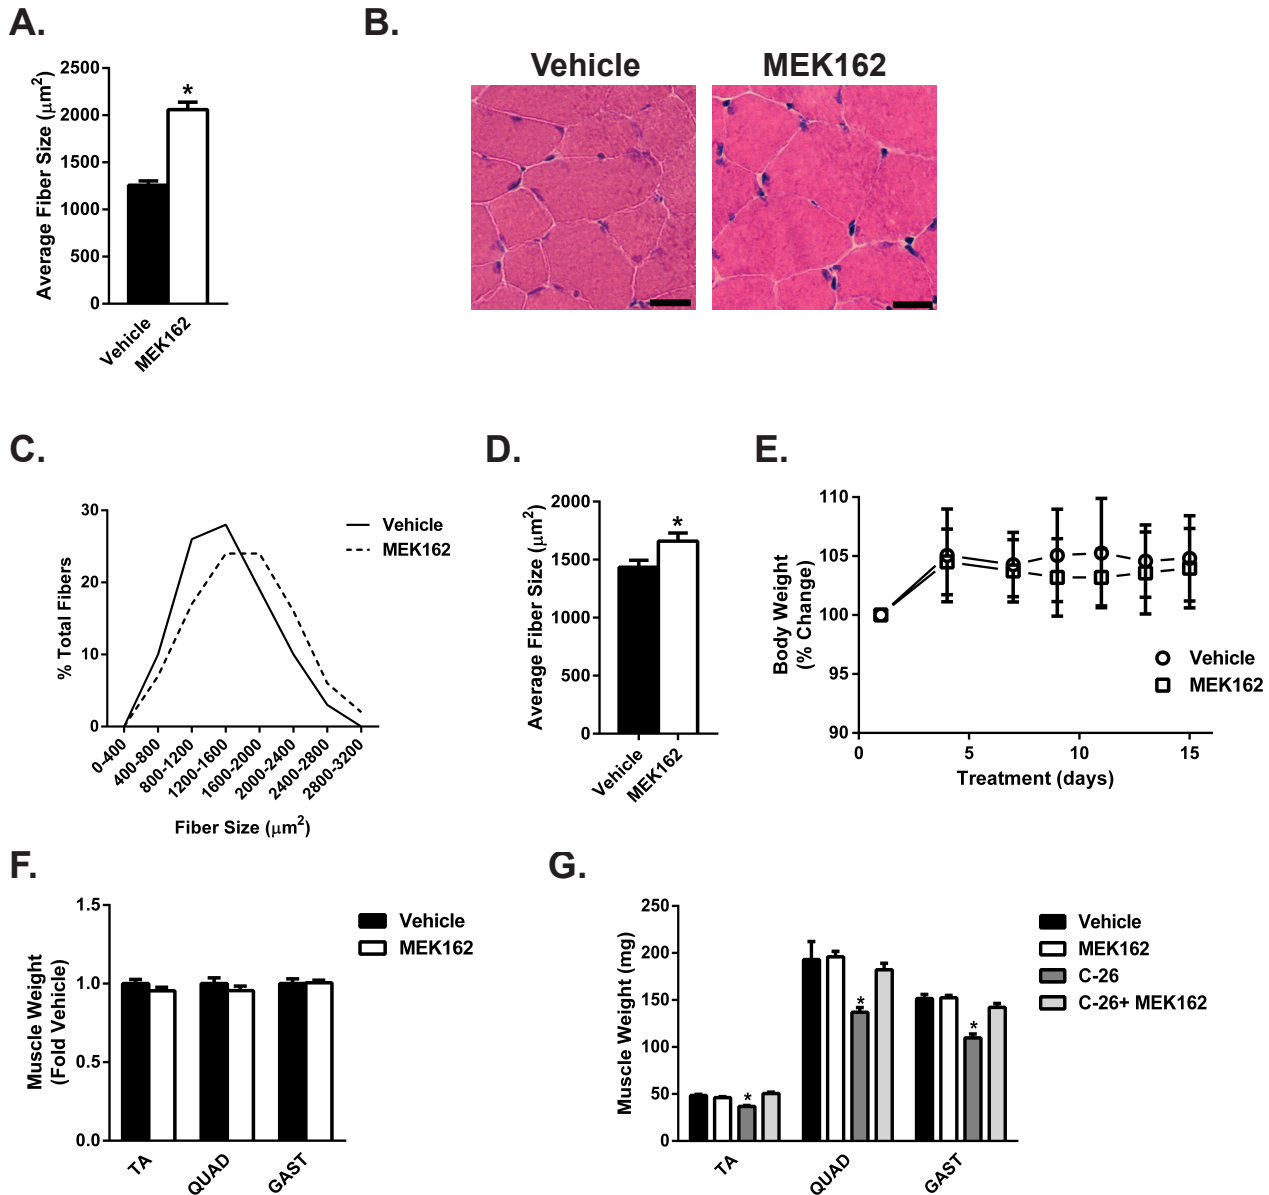 A.
Average Fiber Size (μm²)
2500
2000
1500
1000
500
0
*
Vehicle
MEK162
B.
Vehicle
MEK162
C.
% Total Fibers
30
20
10
0
0-400
400-800
800-1200
1200-1600
1600-2000
2000-2400
2400-2800
2800-3200
Fiber Size (μm²)
Vehicle
MEK162
D.
Average Fiber Size (μm²)
2000
1500
1000
500
0
*
Vehicle
MEK162
E.
Body Weight
(% Change)
110
105
100
95
90
0
5
10
15
Treatment (days)
Vehicle
MEK162
F.
Muscle Weight
(Fold Vehicle)
1.5
1.0
0.5
0.0
TA
QUAD
GAST
Vehicle
MEK162
G.
Muscle Weight (mg)
250
200
150
100
50
0
*
*
*
TA
QUAD
GAST
Vehicle
MEK162
C-26
C-26+ MEK162